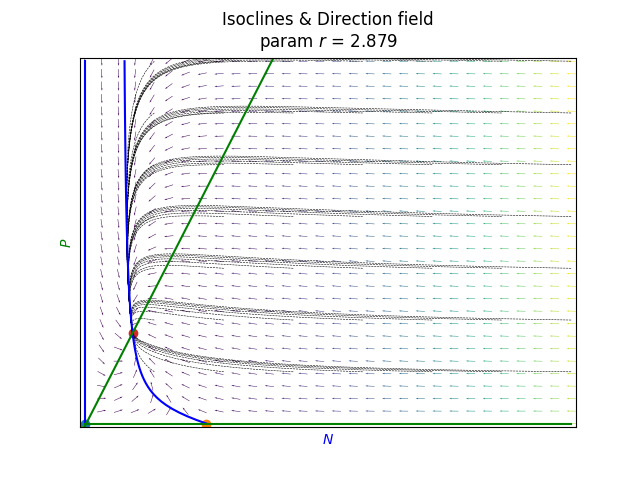 Isoclines & Direction field
param r = 2.879
P
N